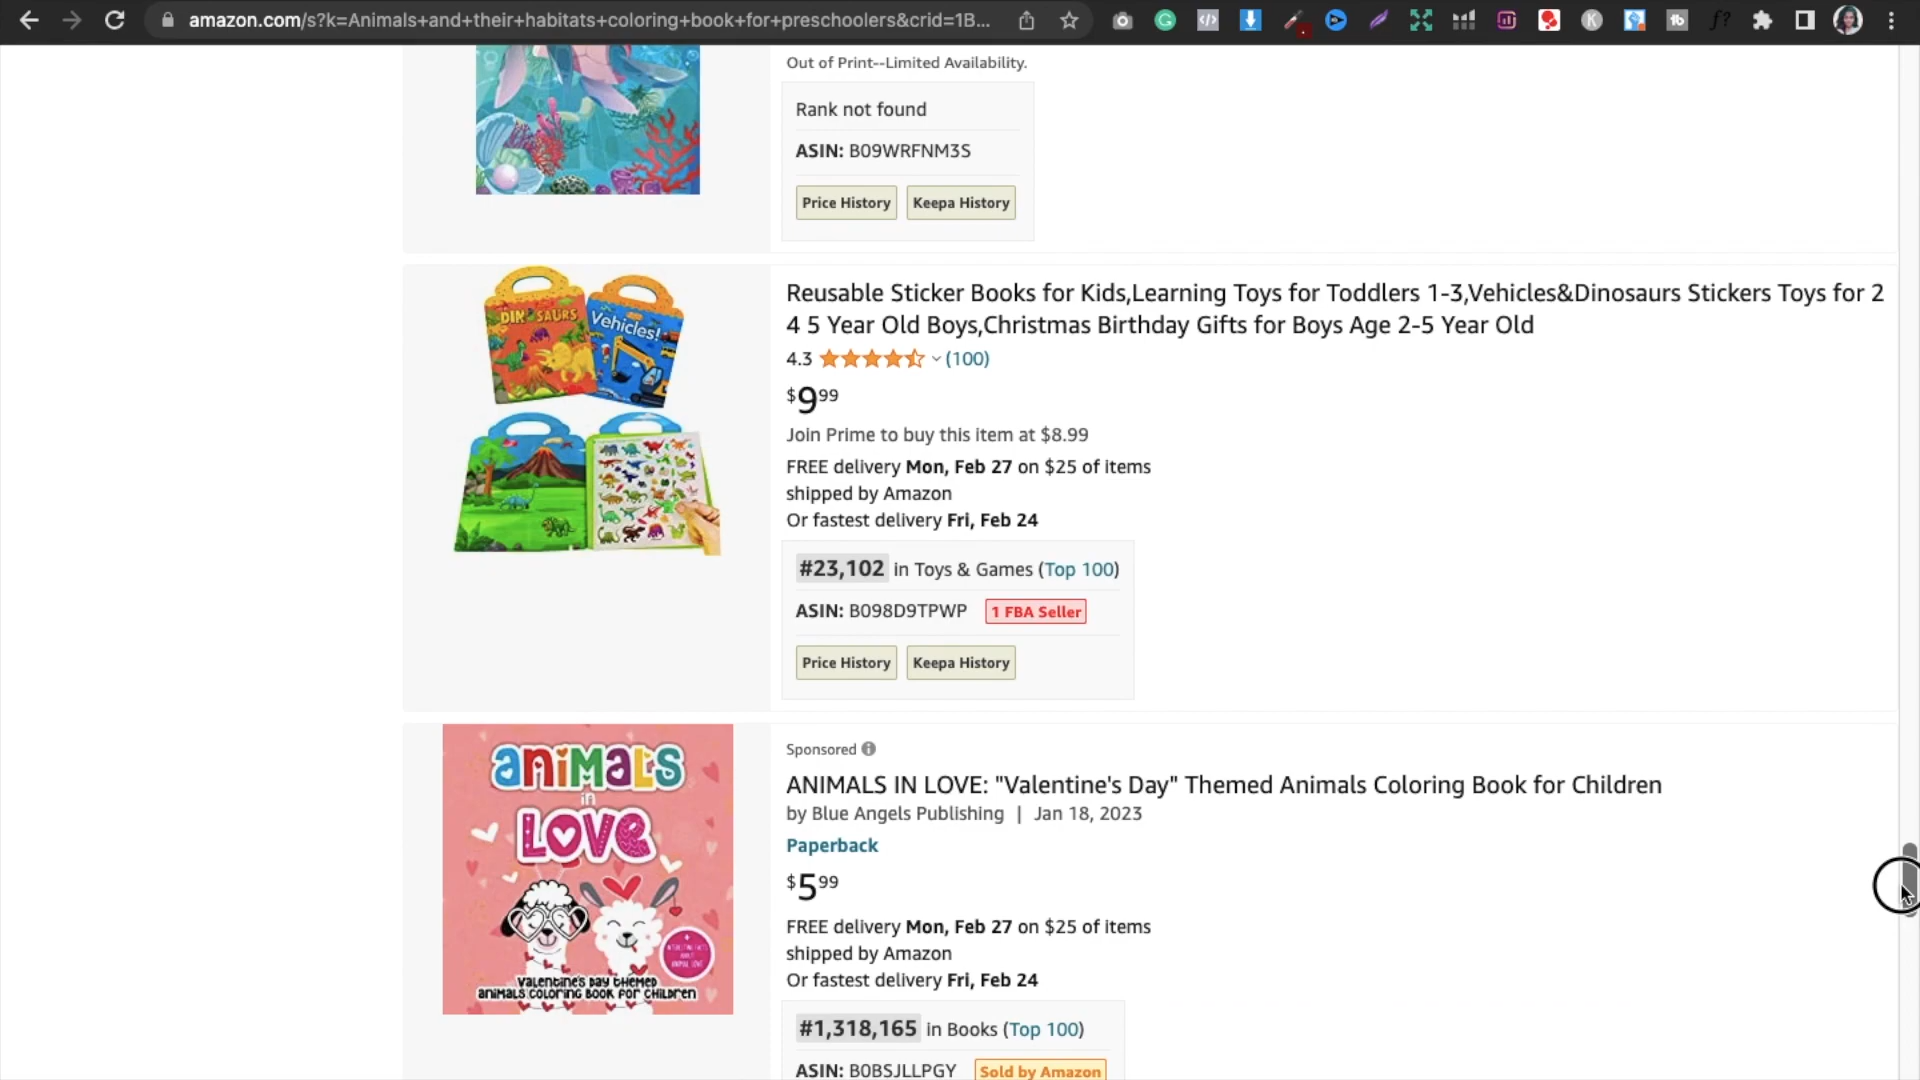 amazon.com/s?k=Animals+and+their+habitats+coloring+book+for+preschoolers&crid=1B...
Out of Print--Limited Availability.
Rank not found
ASIN: B09WRFNM3S
Price History
Keepa History
DINOSAURS
Vehicles!
Reusable Sticker Books for Kids,Learning Toys for Toddlers 1-3,Vehicles&Dinosaurs Stickers Toys for 2
4 5 Year Old Boys,Christmas Birthday Gifts for Boys Age 2-5 Year Old
4.3 (100)
$9.99
Join Prime to buy this item at $8.99
FREE delivery Mon, Feb 27 on $25 of items
shipped by Amazon
Or fastest delivery Fri, Feb 24
#23,102 in Toys & Games (Top 100)
ASIN: B098D9TPWP 1 FBA Seller
Price History
Keepa History
animals
in
LOVE
Valentine's Day Themed
animals coloring book for children
Sponsored
ANIMALS IN LOVE: "Valentine's Day" Themed Animals Coloring Book for Children
by Blue Angels Publishing | Jan 18, 2023
Paperback
$5.99
FREE delivery Mon, Feb 27 on $25 of items
shipped by Amazon
Or fastest delivery Fri, Feb 24
#1,318,165 in Books (Top 100)
ASIN: B0BSJLLPGY Sold by Amazon